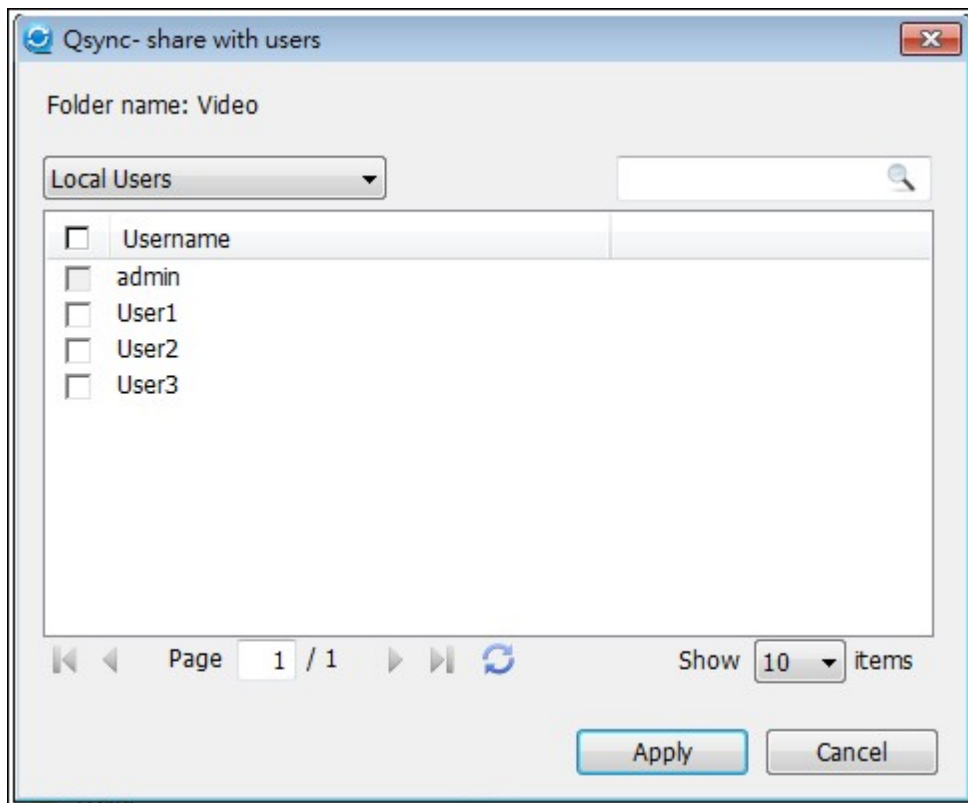 Qsync- share with users
Folder name: Video
Local Users
Username
admin
User1
User2
User3
Page 1 / 1 Show 10 items
Apply Cancel